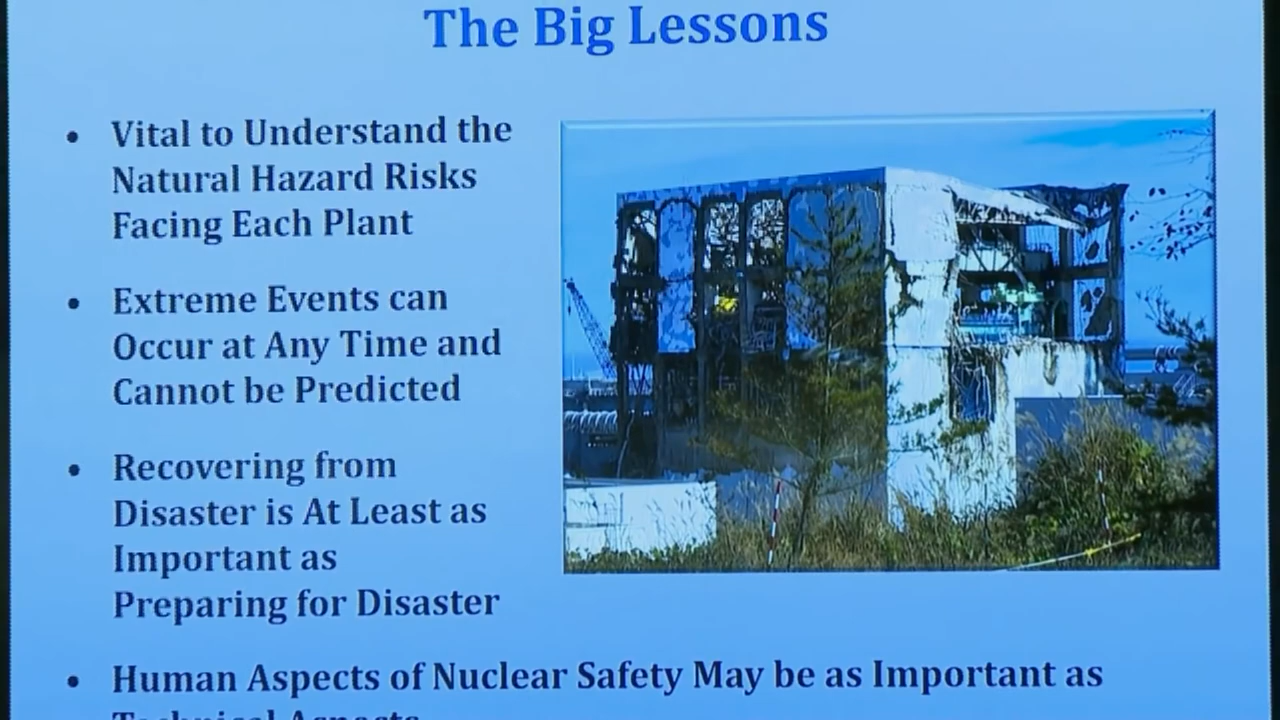 The Big Lessons
• Vital to Understand the
Natural Hazard Risks
Facing Each Plant
• Extreme Events can
Occur at Any Time and
Cannot be Predicted
• Recovering from
Disaster is At Least as
Important as
Preparing for Disaster
• Human Aspects of Nuclear Safety May be as Important as
Technical Aspects